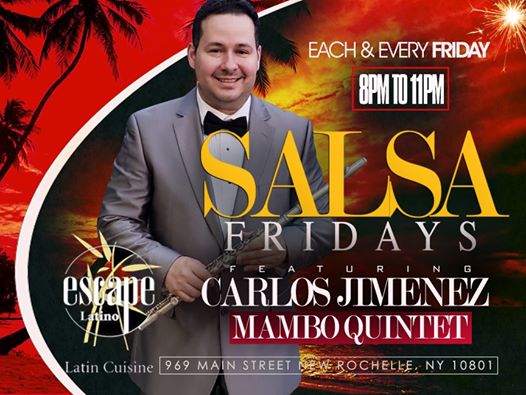 EACH & EVERY FRIDAY
8PM TO 11PM
SALSA
FRIDAYS
FEATURING
CARLOS JIMENEZ
MAMBO QUINTET
escape
Latino
Latin Cuisine
969 MAIN STREET NEW ROCHELLE, NY 10801